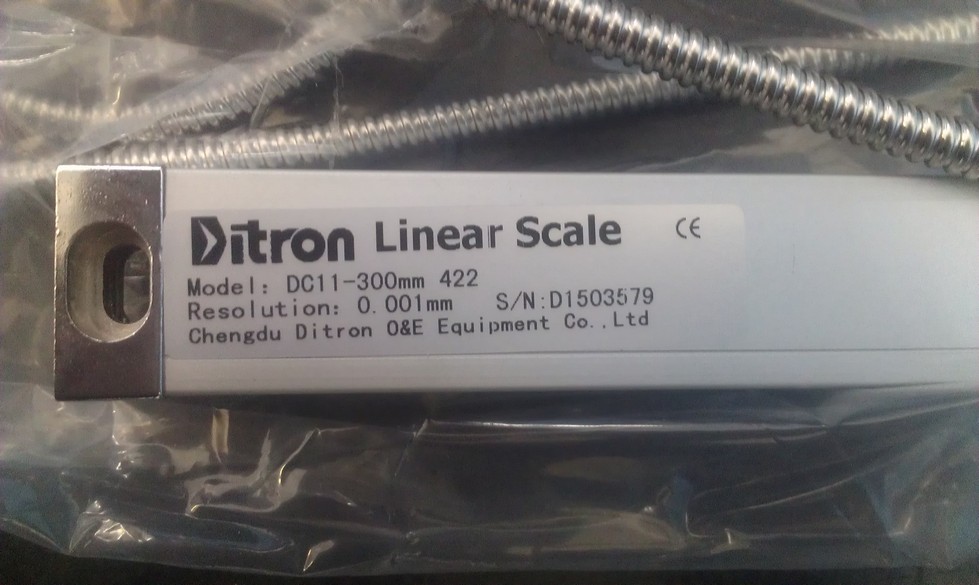 Ditron Linear Scale CE
Model: DC11-300mm 422
Resolution: 0.001mm S/N:D1503579
Chengdu Ditron O&E Equipment Co.,Ltd